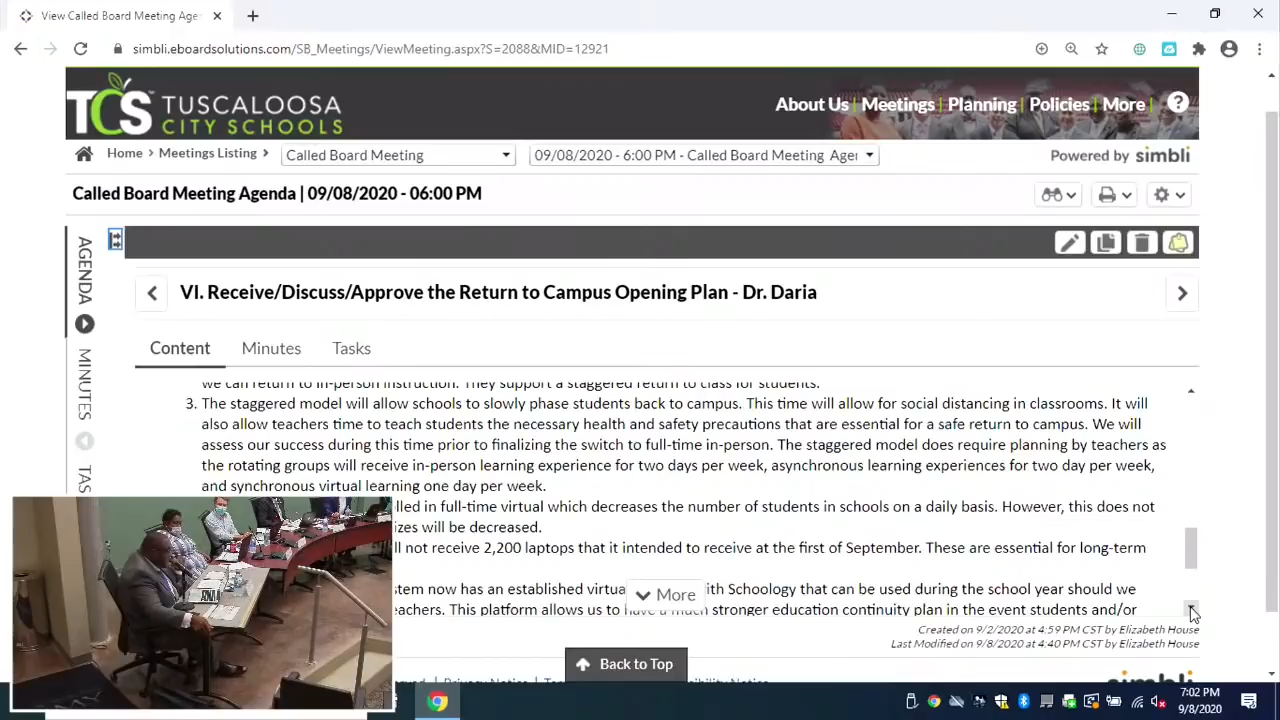 View Called Board Meeting Age
simbli.eboardsolutions.com/SB_Meetings/ViewMeeting.aspx?S=2088&MID=12921
TCS TUSCALOOSA
CITY SCHOOLS
About Us | Meetings | Planning | Policies | More |
Home > Meetings Listing >
Called Board Meeting
09/08/2020 - 6:00 PM - Called Board Meeting Ager
Powered by simbli
Called Board Meeting Agenda | 09/08/2020 - 06:00 PM
AGENDA
MINUTES
TAS
VI. Receive/Discuss/Approve the Return to Campus Opening Plan - Dr. Daria
Content
Minutes
Tasks
we can return to in-person instruction. They support a staggered return to class for students.
3. The staggered model will allow schools to slowly phase students back to campus. This time will allow for social distancing in classrooms. It will
also allow teachers time to teach students the necessary health and safety precautions that are essential for a safe return to campus. We will
assess our success during this time prior to finalizing the switch to full-time in-person. The staggered model does require planning by teachers as
the rotating groups will receive in-person learning experience for two days per week, asynchronous learning experiences for two day per week,
and synchronous virtual learning one day per week.
lled in full-time virtual which decreases the number of students in schools on a daily basis. However, this does not
izes will be decreased.
ll not receive 2,200 laptops that it intended to receive at the first of September. These are essential for long-term
stem now has an established virtua
More
ith Schoology that can be used during the school year should we
eachers. This platform allows us to have a much stronger education continuity plan in the event students and/or
Created on 9/2/2020 at 4:59 PM CST by Elizabeth House
Last Modified on 9/8/2020 at 4:40 PM CST by Elizabeth House
Back to Top
simbli
7:02 PM
9/8/2020